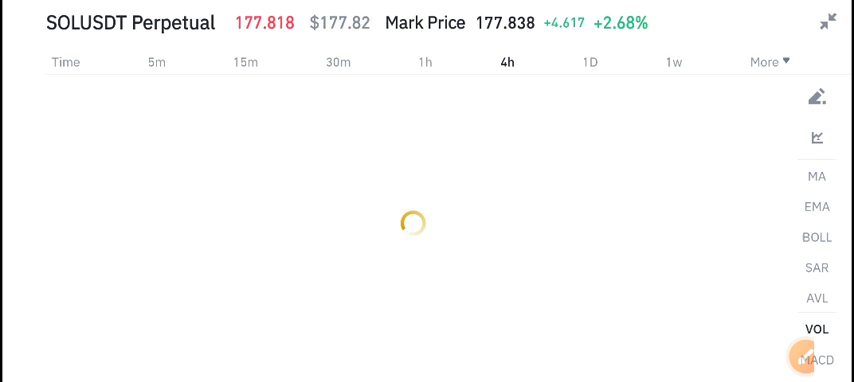 SOLUSDT Perpetual 177.818 $177.82 Mark Price 177.838 +4.617 +2.68%
Time 5m 15m 30m 1h 4h 1D 1w More
MA
EMA
BOLL
SAR
AVL
VOL
MACD